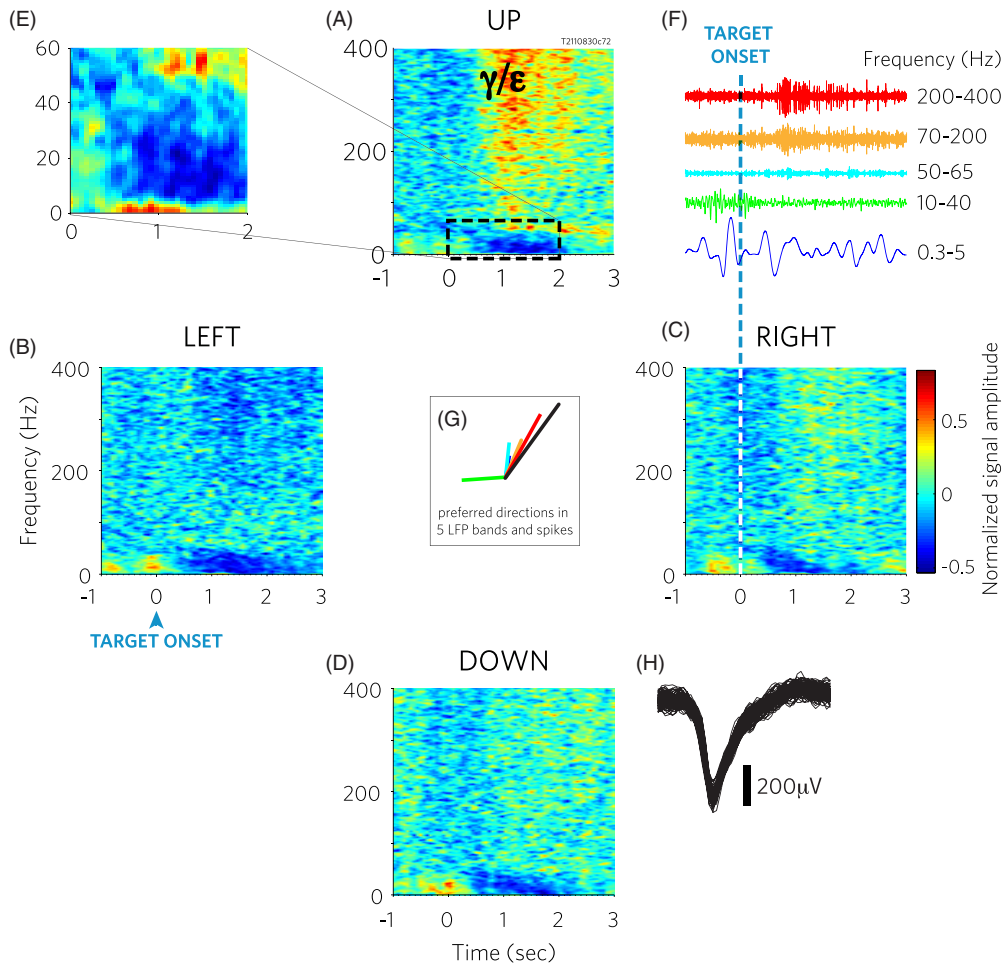 (E)
60
40
20
0
0 1 2
(A)
UP
T2110830c72
400
200
0
γ/ε
-1 0 1 2 3
(F)
TARGET
ONSET
Frequency (Hz)
200-400
70-200
50-65
10-40
0.3-5
(B)
LEFT
Frequency (Hz)
400
200
0
-1 0 1 2 3
TARGET ONSET
(G)
preferred directions in
5 LFP bands and spikes
(C)
RIGHT
400
200
0
-1 0 1 2 3
0.5
0
-0.5
Normalized signal amplitude
(D)
DOWN
400
200
0
-1 0 1 2 3
Time (sec)
(H)
200μV